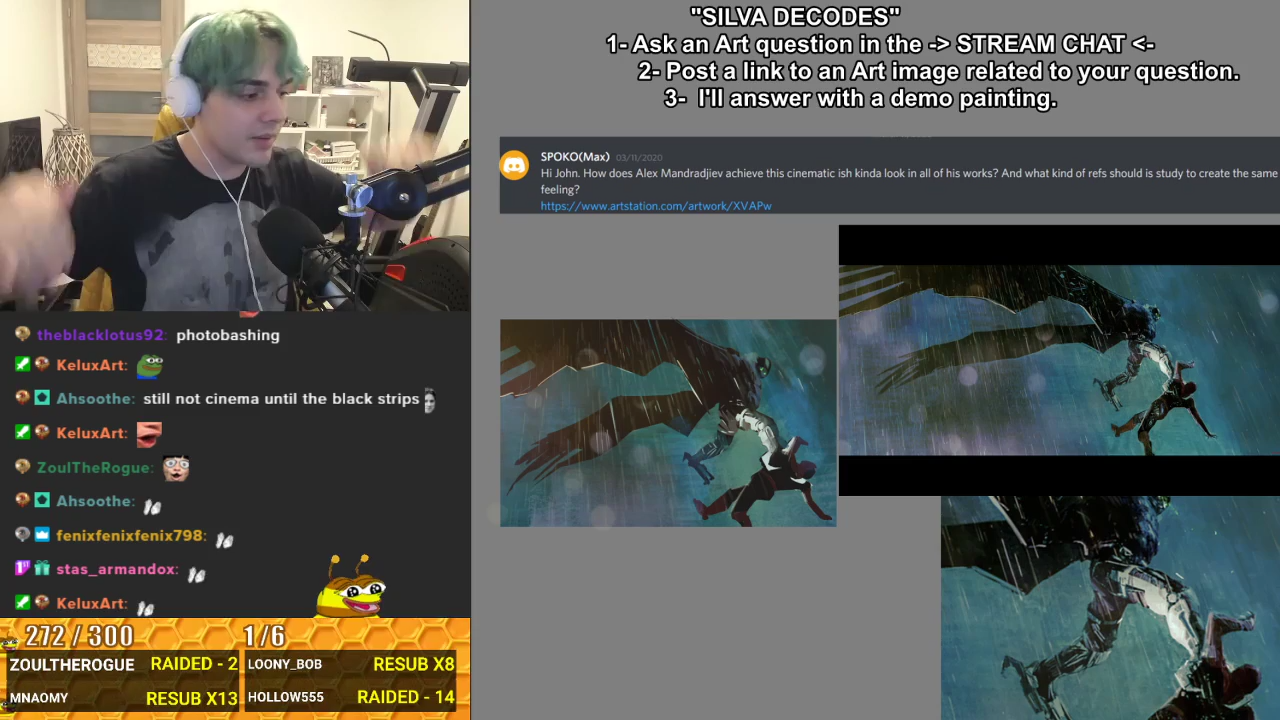 "SILVA DECODES"
1- Ask an Art question in the -> STREAM CHAT <-
2- Post a link to an Art image related to your question.
3- I'll answer with a demo painting.
SPOKO(Max) 03/11/2020
Hi John. How does Alex Mandradjiev achieve this cinematic ish kinda look in all of his works? And what kind of refs should is study to create the same
feeling?
https://www.artstation.com/artwork/XVAPw
theblacklotus92: photobashing
KeluxArt:
Ahsoothe: still not cinema until the black strips
KeluxArt:
ZoulTheRogue:
Ahsoothe:
fenixfenixfenix798:
stas_armandox:
KeluxArt:
272 / 300 1/6
ZOULTHEROGUE RAIDED - 2 LOONY_BOB RESUB X8
MNAOMY RESUB X13 HOLLOW555 RAIDED - 14